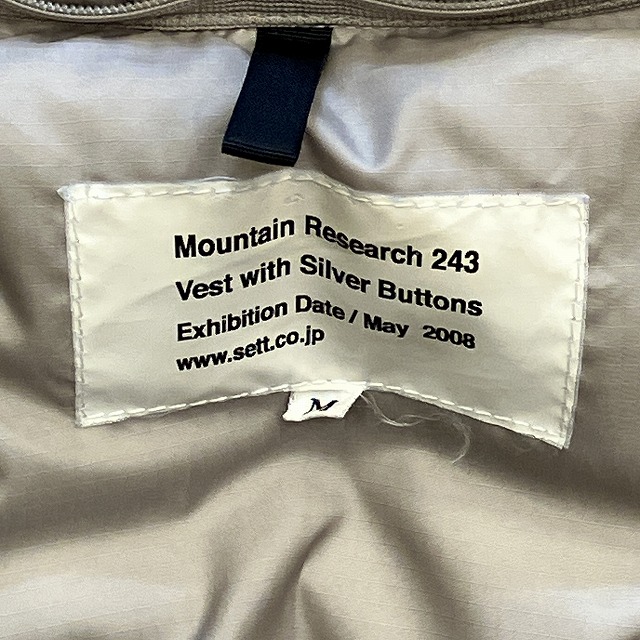 Mountain Research 243
Vest with Silver Buttons
Exhibition Date / May 2008
www.sett.co.jp
M